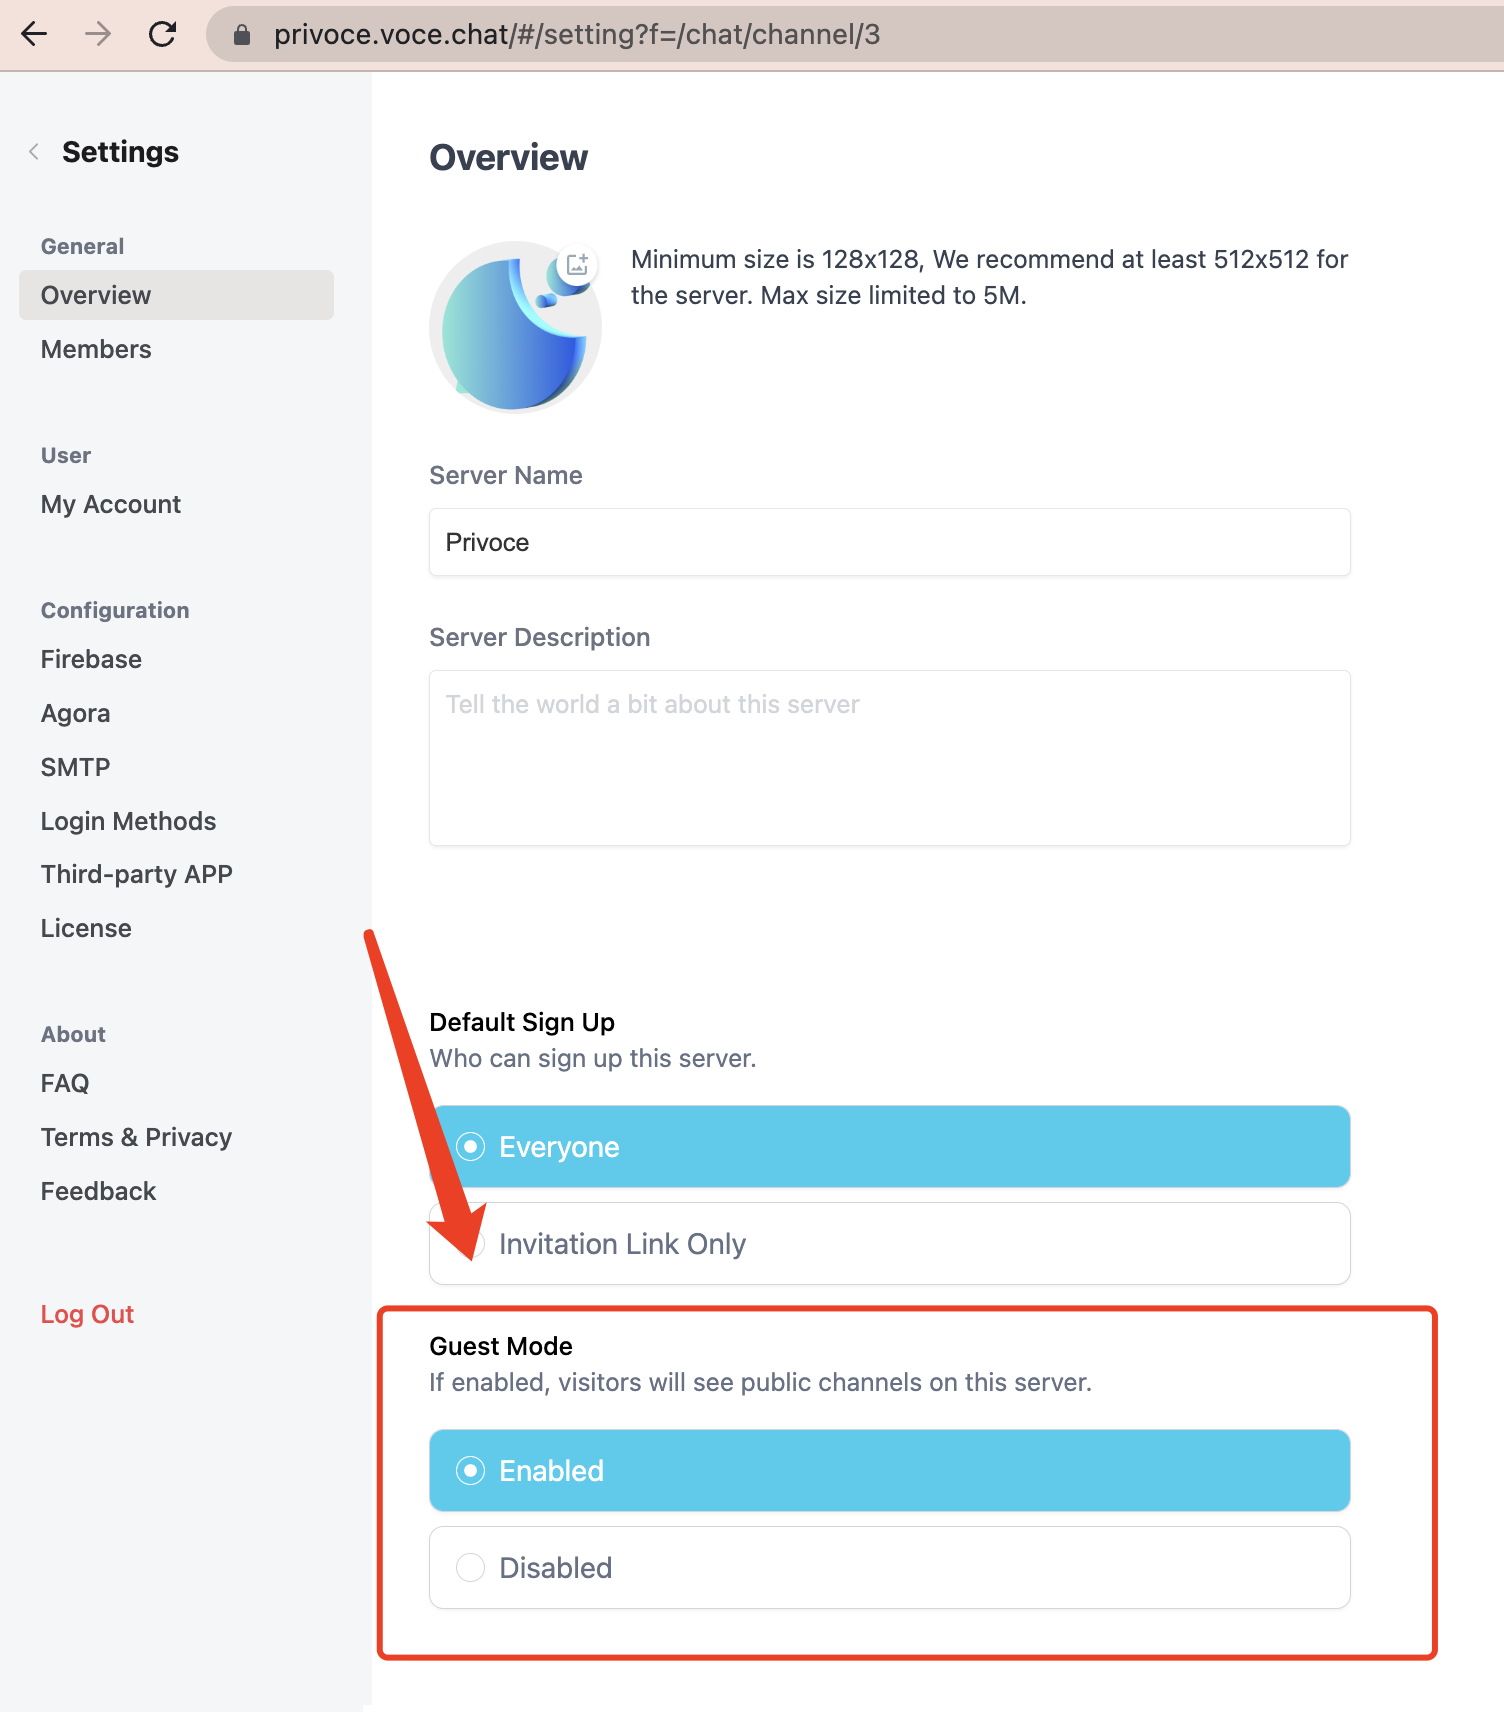 privoce.voce.chat/#/setting?f=/chat/channel/3
Settings
General
Overview
Members
User
My Account
Configuration
Firebase
Agora
SMTP
Login Methods
Third-party APP
License
About
FAQ
Terms & Privacy
Feedback
Log Out
Overview
Minimum size is 128x128, We recommend at least 512x512 for
the server. Max size limited to 5M.
Server Name
Privoce
Server Description
Tell the world a bit about this server
Default Sign Up
Who can sign up this server.
Everyone
Invitation Link Only
Guest Mode
If enabled, visitors will see public channels on this server.
Enabled
Disabled